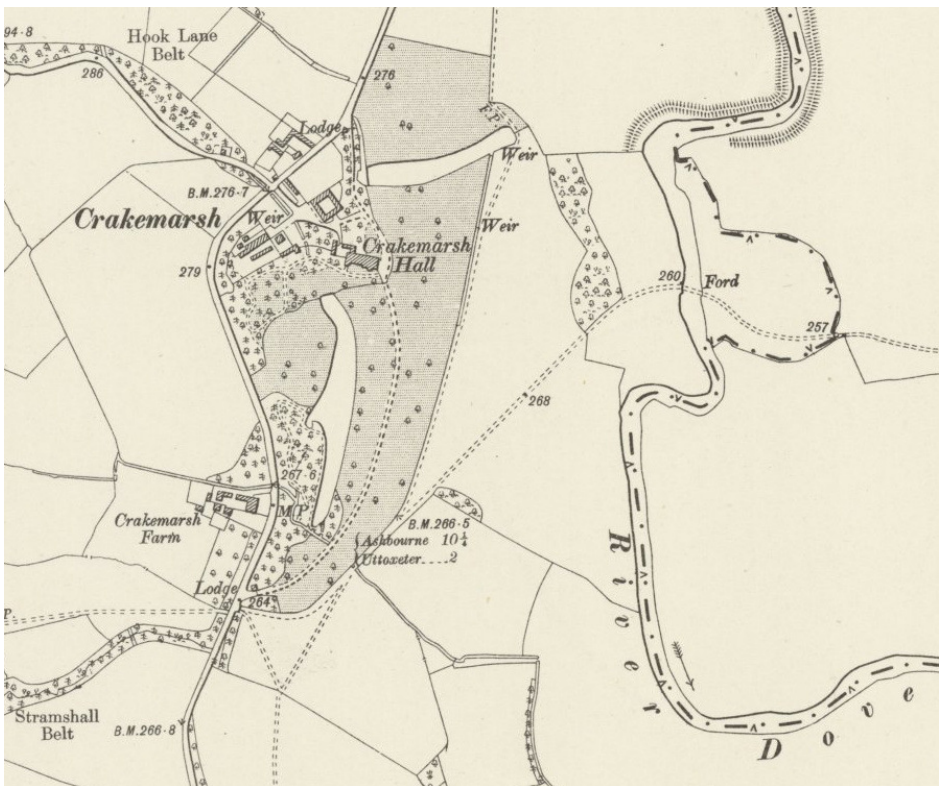 94·8
Hook Lane
Belt
286
276
Lodge
F.P.
Weir
B.M.276·7
Crakemarsh
Weir
Weir
Crakemarsh
Hall
279
260
Ford
257
268
267·6
M.P.
Crakemarsh
Farm
B.M.266·5
Ashbourne 10¼
Uttoxeter 2
Lodge
264
P.
River Dove
Stramshall
Belt
B.M.266·8